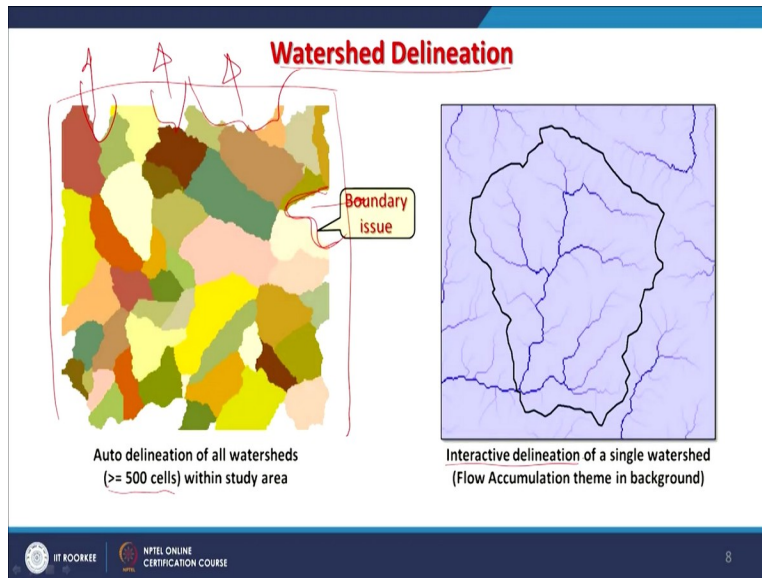 Watershed Delineation
Boundary
issue
Auto delineation of all watersheds
(>= 500 cells) within study area
Interactive delineation of a single watershed
(Flow Accumulation theme in background)
IIT ROORKEE
NPTEL ONLINE
CERTIFICATION COURSE
8